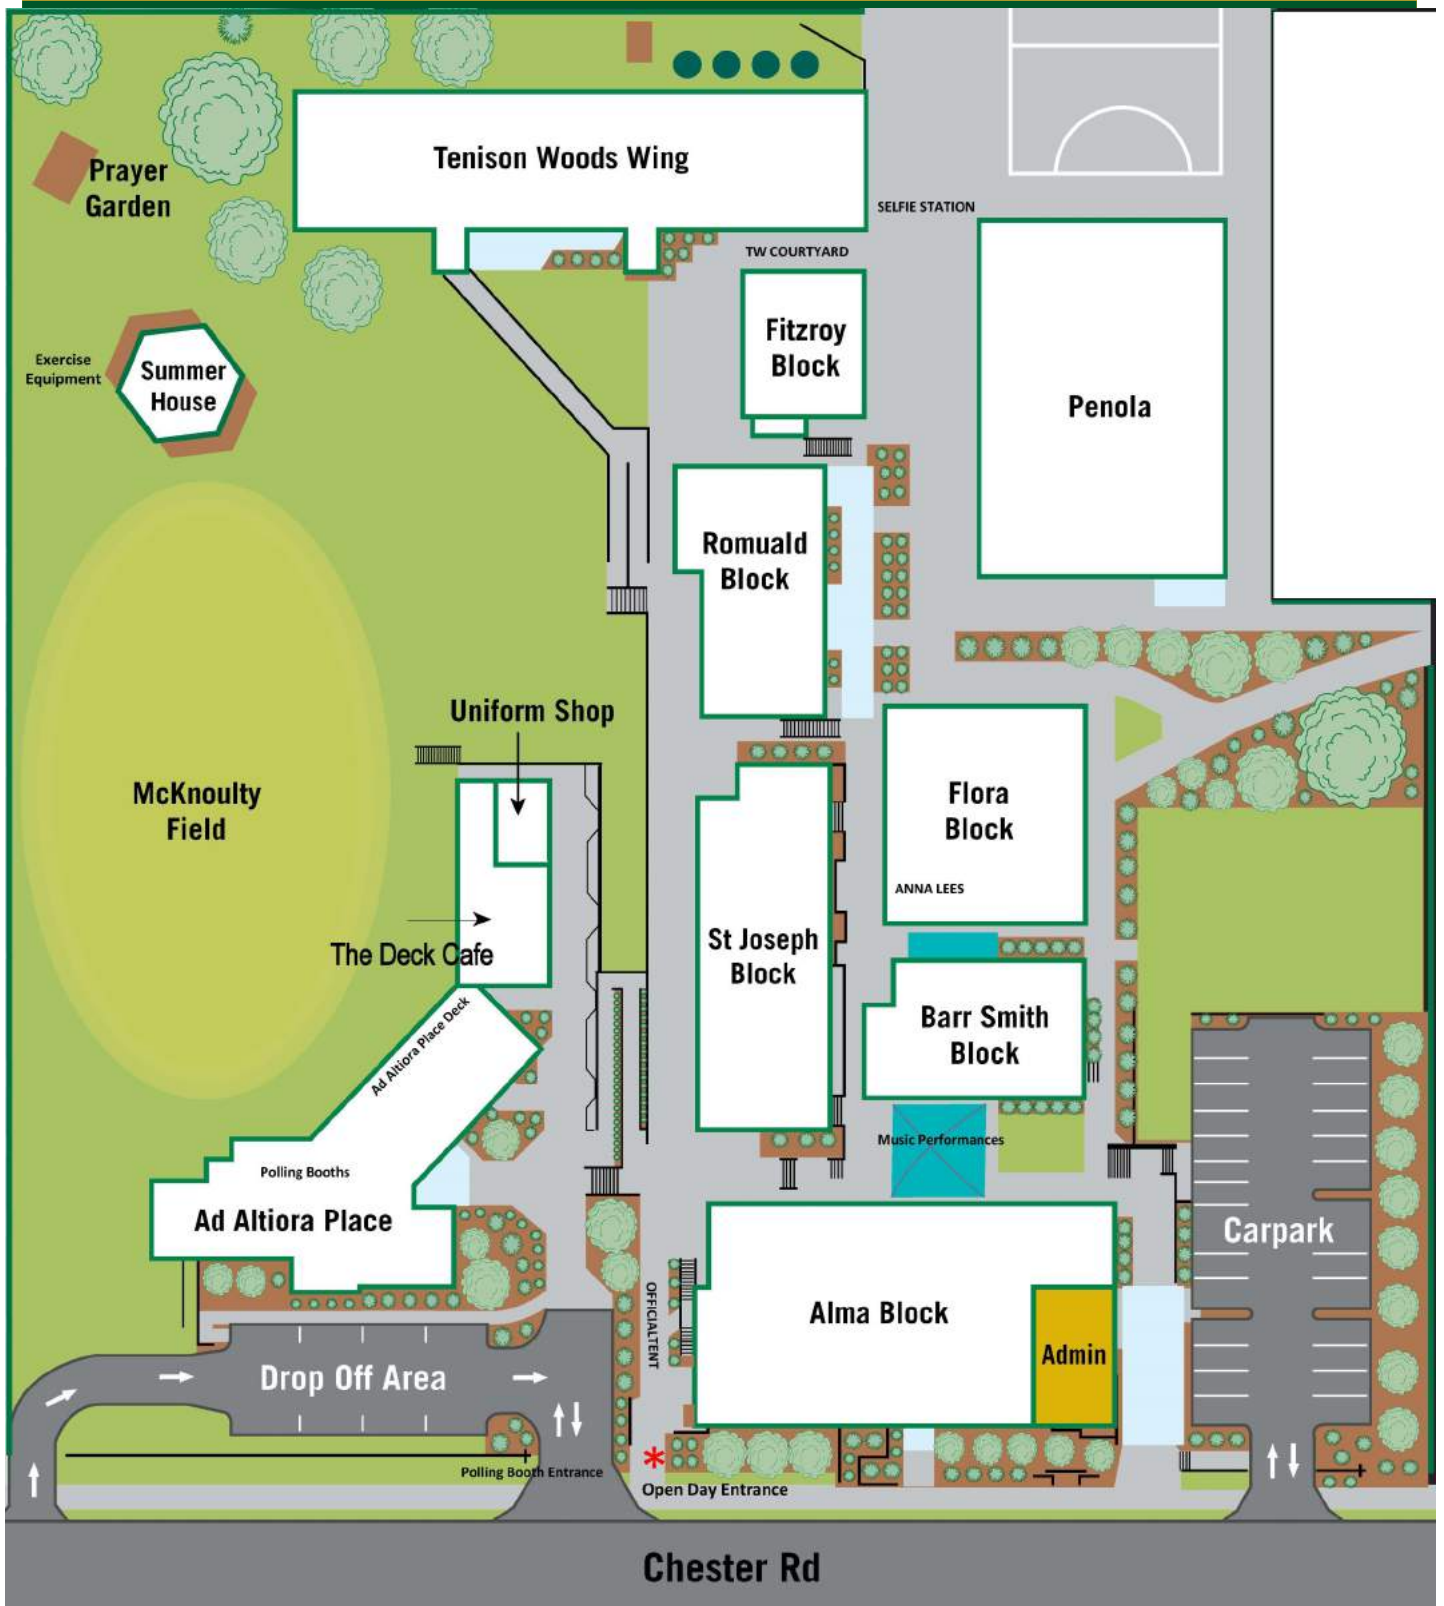 Tenison Woods Wing
Prayer
Garden
SELFIE STATION
TW COURTYARD
Fitzroy
Block
Exercise
Equipment
Summer
House
Penola
Romuald
Block
Uniform Shop
McKnoulty
Field
Flora
Block
ANNA LEES
The Deck Cafe
St Joseph
Block
Ad Altiora Place Deck
Barr Smith
Block
Music Performances
Polling Booths
Ad Altiora Place
Carpark
OFFICIALTENT
Alma Block
Admin
Drop Off Area
Polling Booth Entrance
*
Open Day Entrance
Chester Rd